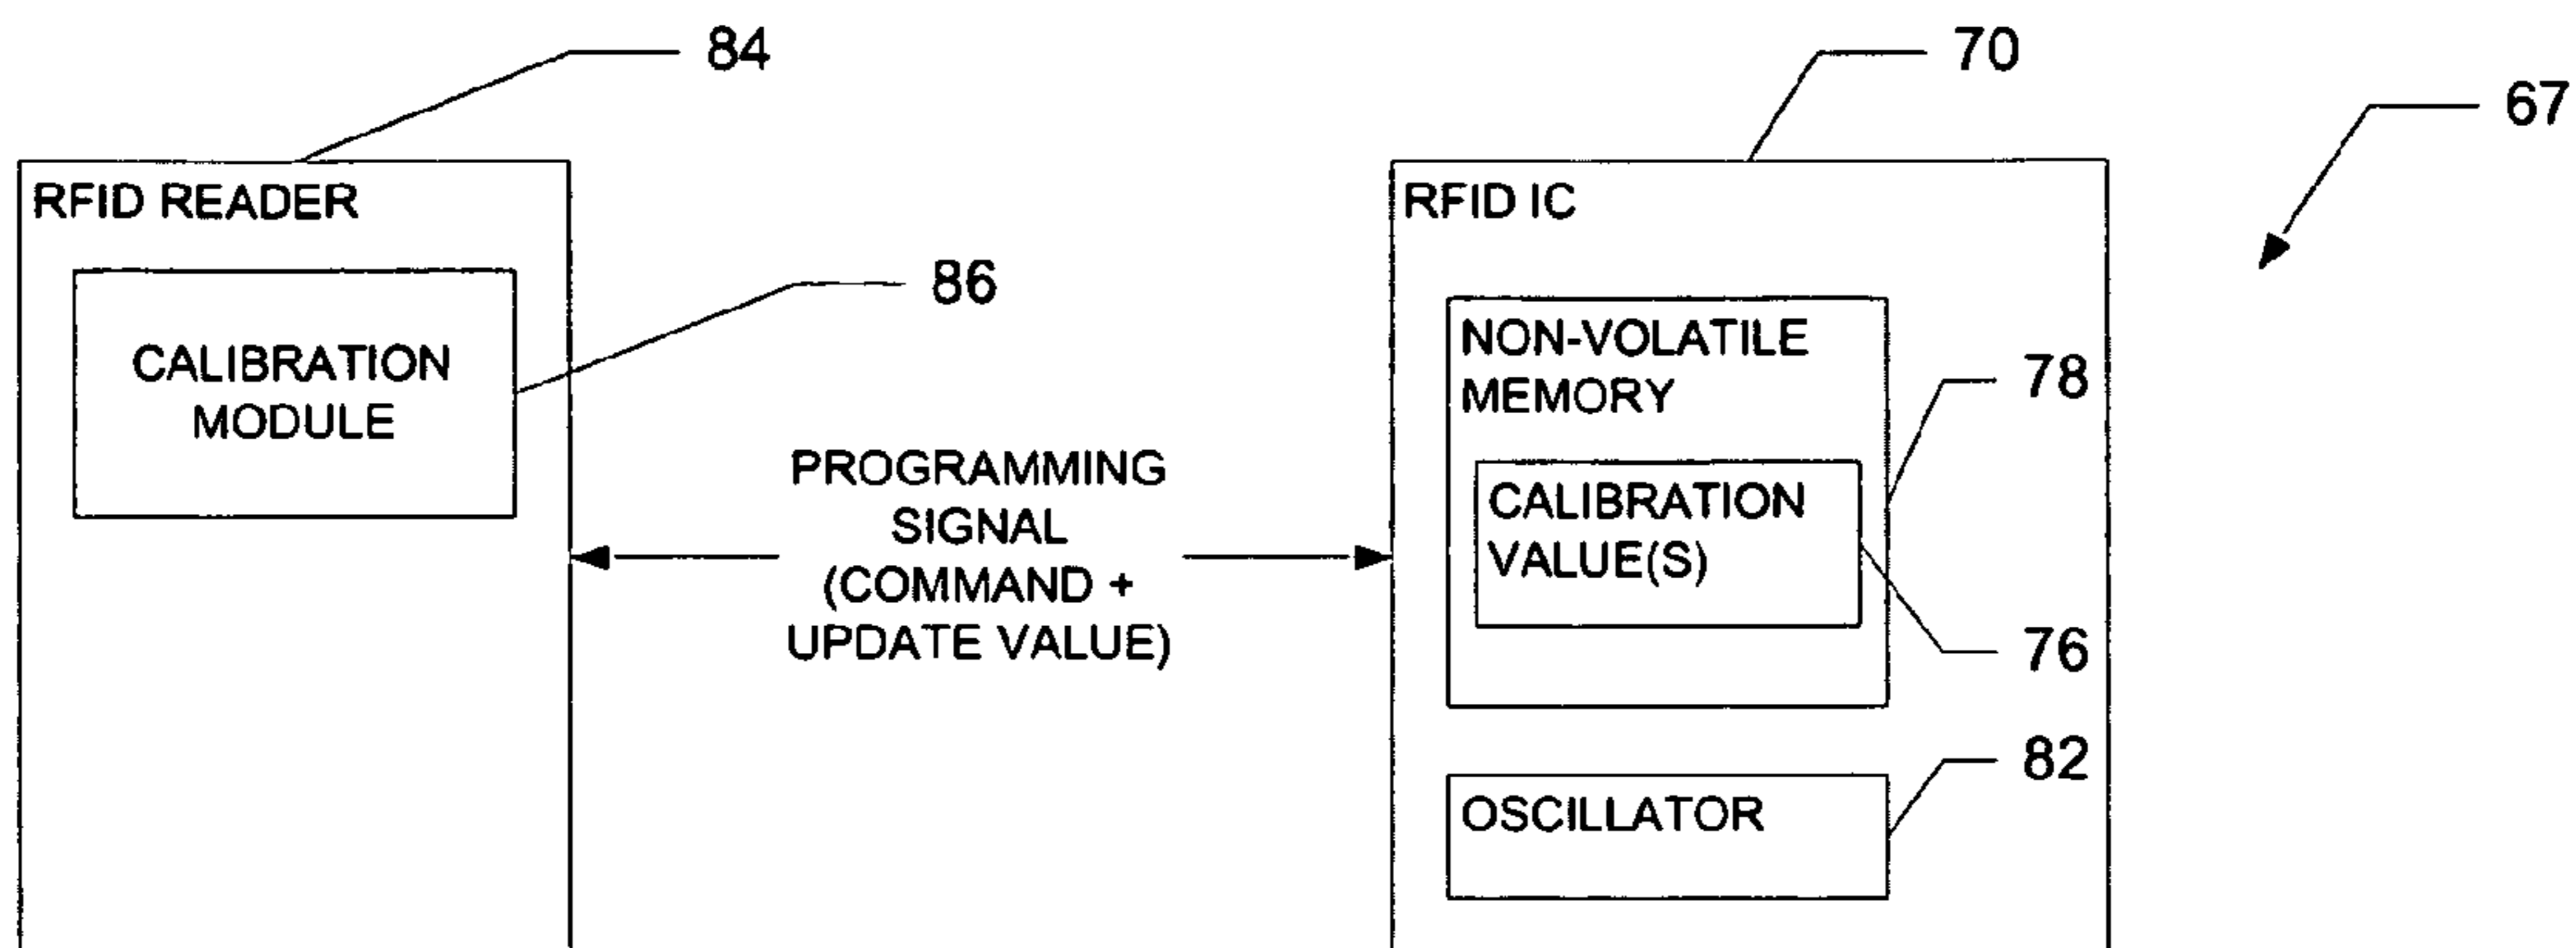 84
70
67
RFID READER
RFID IC
86
CALIBRATION
MODULE
NON-VOLATILE
MEMORY
78
PROGRAMMING
SIGNAL
(COMMAND +
UPDATE VALUE)
CALIBRATION
VALUE(S)
76
82
OSCILLATOR